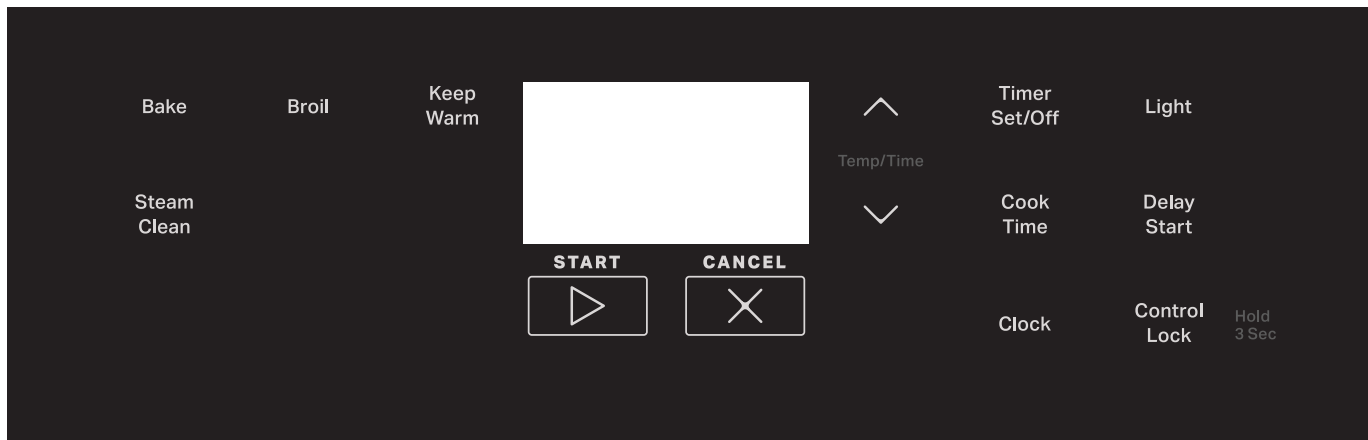 Bake
Broil
Keep
Warm
Steam
Clean
START
CANCEL
Temp/Time
Timer
Set/Off
Light
Cook
Time
Delay
Start
Clock
Control
Lock
Hold
3 Sec